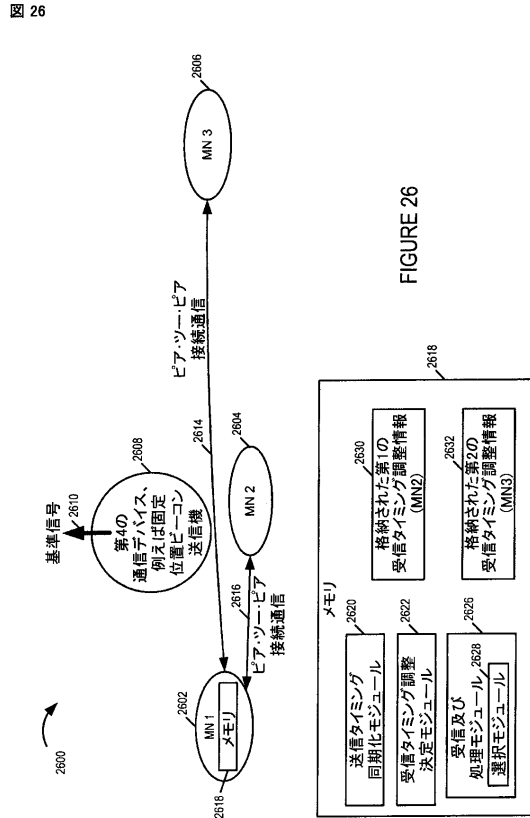 図 26
2600
基準信号
2610
2608
第4の
通信デバイス、
例えば固定
位置ビーコン
送信機
2602
MN 1
メモリ
2618
ピア・ツー・ピア
接続通信
2614
2606
MN 3
2604
MN 2
2616
ピア・ツー・ピア
接続通信
FIGURE 26
2618
メモリ
2620
送信タイミング
同期化モジュール
2622
受信タイミング調整
決定モジュール
2626
受信及び
処理モジュール
2628
選択モジュール
2630
格納された第1の
受信タイミング調整情報
(MN2)
2632
格納された第2の
受信タイミング調整情報
(MN3)